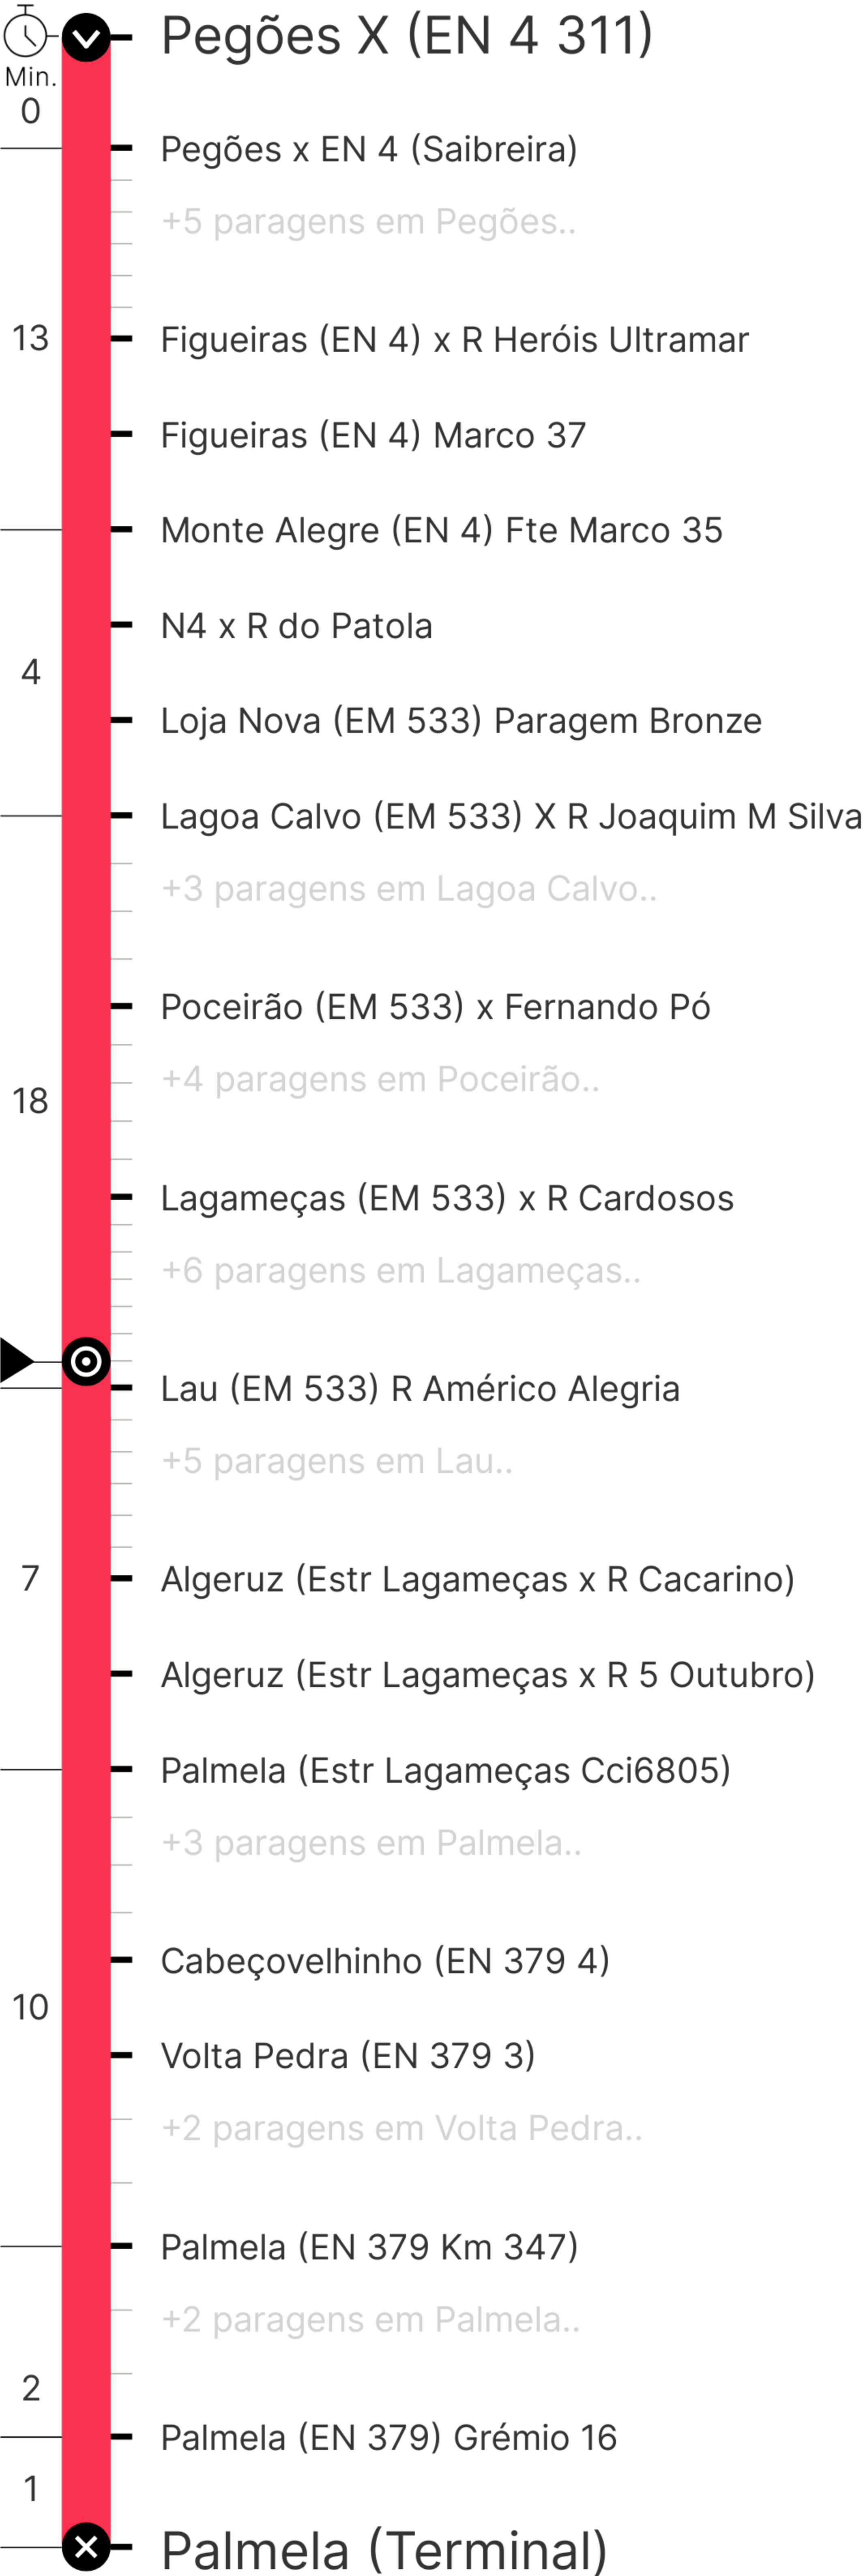 Pegões X (EN 4 311)
Min.
0
Pegões x EN 4 (Saibreira)
+5 paragens em Pegões..
13
Figueiras (EN 4) x R Heróis Ultramar
Figueiras (EN 4) Marco 37
Monte Alegre (EN 4) Fte Marco 35
N4 x R do Patola
4
Loja Nova (EM 533) Paragem Bronze
Lagoa Calvo (EM 533) X R Joaquim M Silva
+3 paragens em Lagoa Calvo..
Poceirão (EM 533) x Fernando Pó
+4 paragens em Poceirão..
18
Lagameças (EM 533) x R Cardosos
+6 paragens em Lagameças..
Lau (EM 533) R Américo Alegria
+5 paragens em Lau..
7
Algeruz (Estr Lagameças x R Cacarino)
Algeruz (Estr Lagameças x R 5 Outubro)
Palmela (Estr Lagameças Cci6805)
+3 paragens em Palmela..
Cabeçovelhinho (EN 379 4)
10
Volta Pedra (EN 379 3)
+2 paragens em Volta Pedra..
Palmela (EN 379 Km 347)
+2 paragens em Palmela..
2
Palmela (EN 379) Grémio 16
1
Palmela (Terminal)